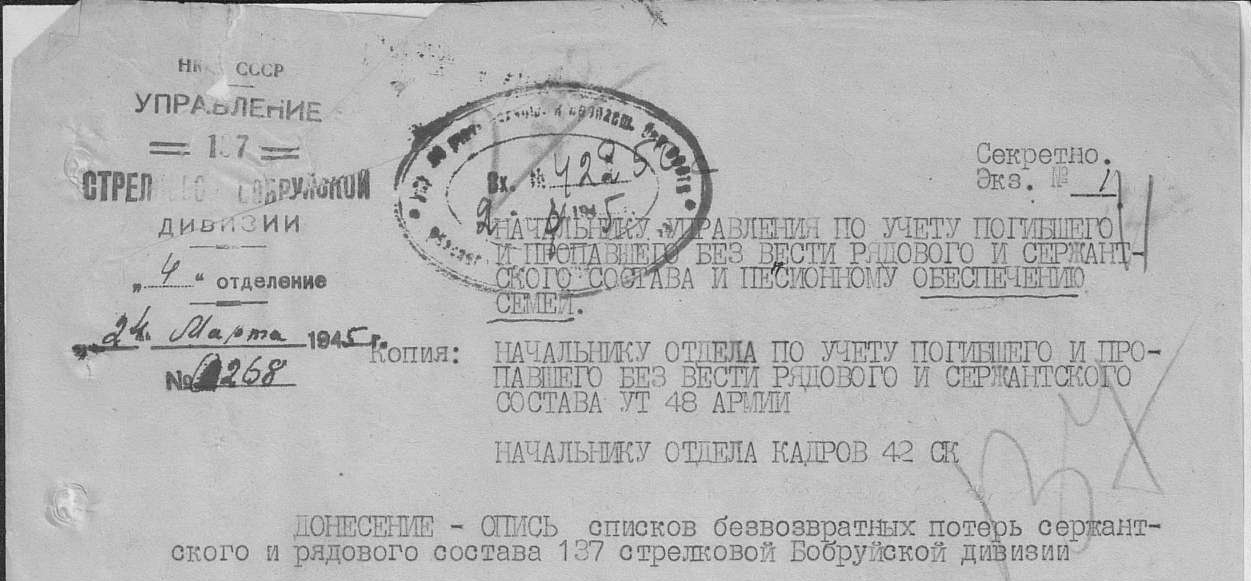 СССР
УПРАВЛЕНИЕ
= 137 =
СТРЕЛ БОБРУЙСКОЙ
ДИВИЗИИ
„4“ отделение
„24“ Марта 1945 г.
№ 0268
Вх. №
1945
Секретно.
Экз. № 1
НАЧАЛЬНИКУ УПРАВЛЕНИЯ ПО УЧЕТУ ПОГИБШЕГО
И ПРОПАВШЕГО БЕЗ ВЕСТИ РЯДОВОГО И СЕРЖАНТ-
СКОГО СОСТАВА И ПЕСИОННОМУ ОБЕСПЕЧЕНИЮ
СЕМЕЙ.
Копия: НАЧАЛЬНИКУ ОТДЕЛА ПО УЧЕТУ ПОГИБШЕГО И ПРО-
ПАВШЕГО БЕЗ ВЕСТИ РЯДОВОГО И СЕРЖАНТСКОГО
СОСТАВА УТ 48 АРМИИ
НАЧАЛЬНИКУ ОТДЕЛА КАДРОВ 42 СК
ДОНЕСЕНИЕ - ОПИСЬ списков безвозвратных потерь сержант-
ского и рядового состава 137 стрелковой Бобруйской дивизии